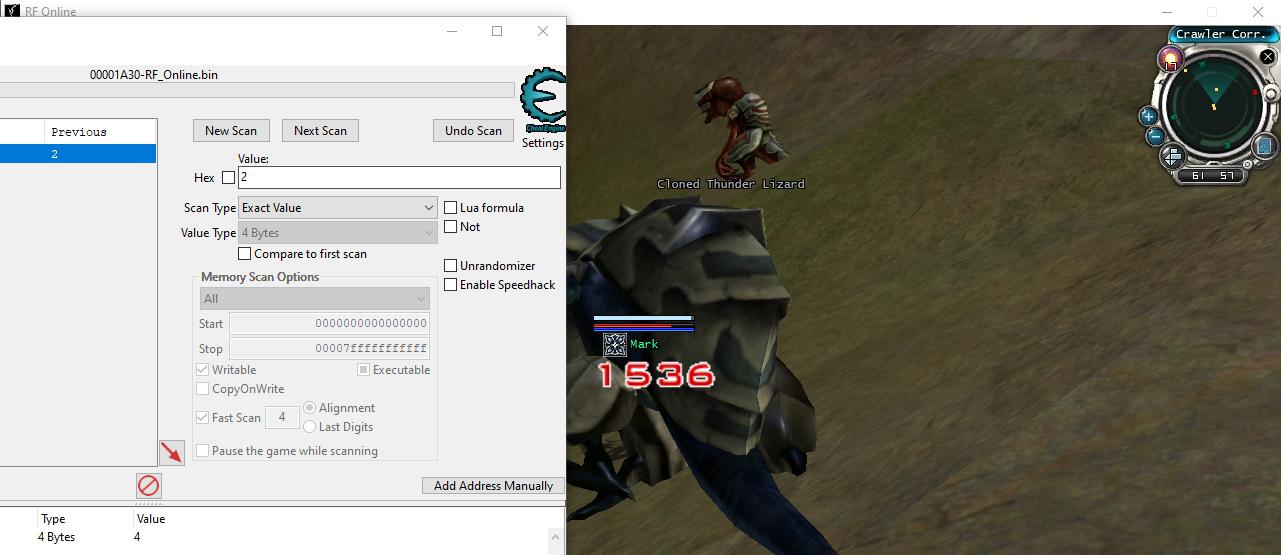 RF Online
00001A30-RF_Online.bin
Cheat Engine
Settings
Previous
2
New Scan
Next Scan
Undo Scan
Value:
Hex
2
Scan Type
Exact Value
Lua formula
Value Type
4 Bytes
Not
Compare to first scan
Unrandomizer
Enable Speedhack
Memory Scan Options
All
Start
0000000000000000
Stop
00007fffffffffff
Writable
Executable
CopyOnWrite
Fast Scan
4
Alignment
Last Digits
Pause the game while scanning
Add Address Manually
Type
Value
4 Bytes
4
Crawler Corr.
17
61 57
Cloned Thunder Lizard
Mark
1536